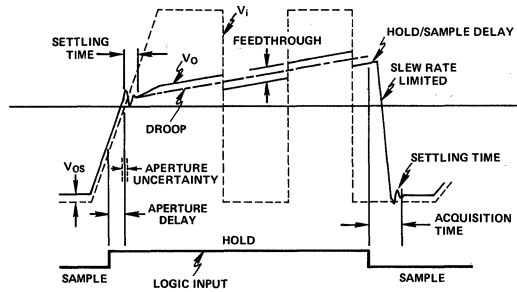 Vi
SETTLING
TIME
VO
FEEDTHROUGH
HOLD/SAMPLE DELAY
SLEW RATE
LIMITED
DROOP
VOS
APERTURE
UNCERTAINTY
SETTLING TIME
APERTURE
DELAY
ACQUISITION
TIME
HOLD
SAMPLE
LOGIC INPUT
SAMPLE